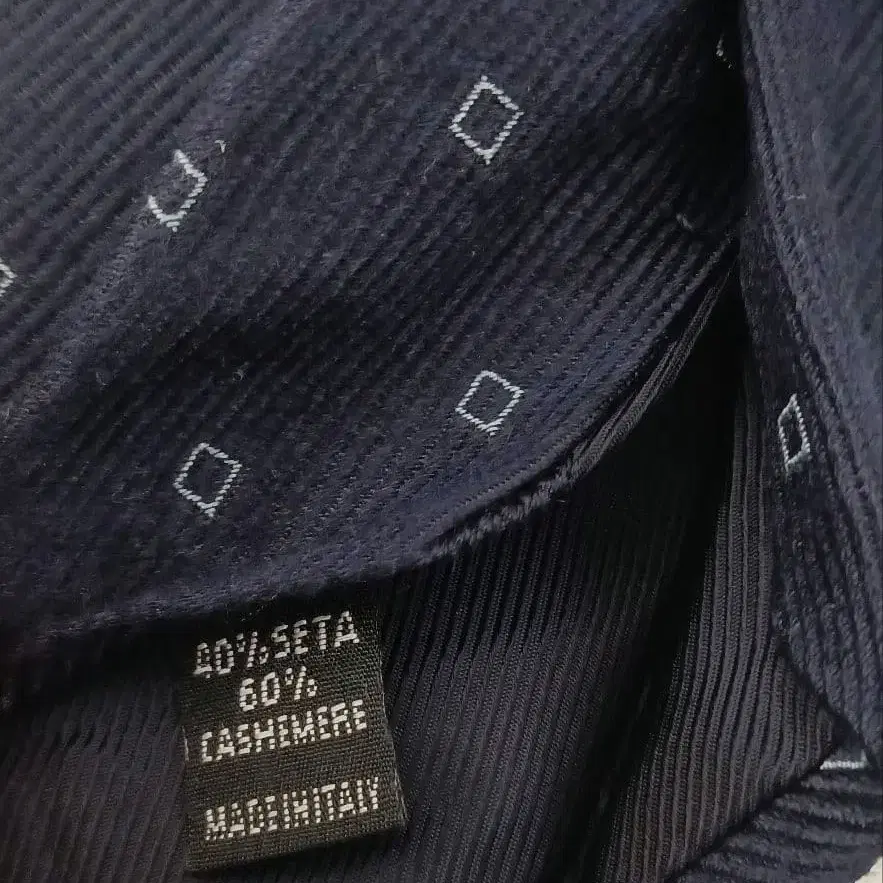 40% SETA
60%
CASHEMERE
MADE IN ITALY